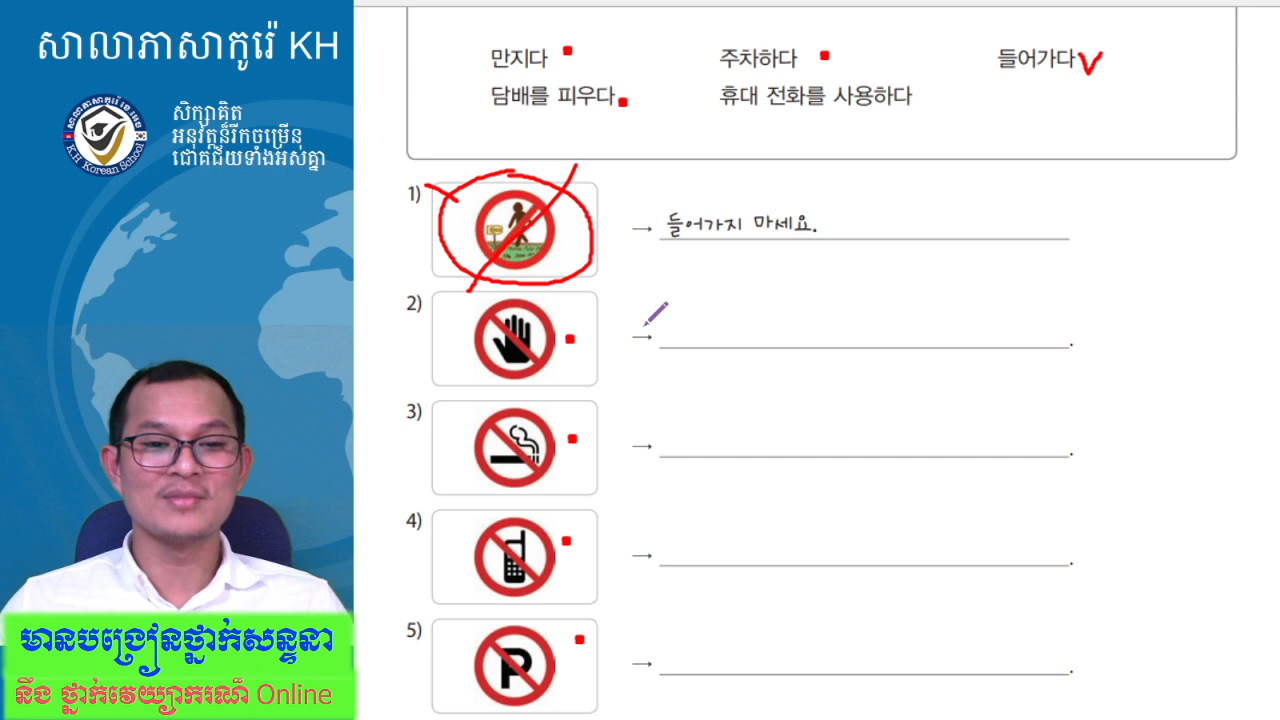 សាលាភាសាកូរ៉េ KH
សិក្សាគិត
អនុវត្តន៏រីកចម្រើន
ជោគជ័យទាំងអស់គ្នា
K.H Korean School
មានបង្រៀនថ្នាក់សន្ទនា
នឹង ថ្នាក់វេយ្យាករណ៏ Online
만지다 주차하다 들어가다
담배를 피우다 휴대 전화를 사용하다
1) → 들어가지 마세요.
2) → .
3) → .
4) → .
5) P → .